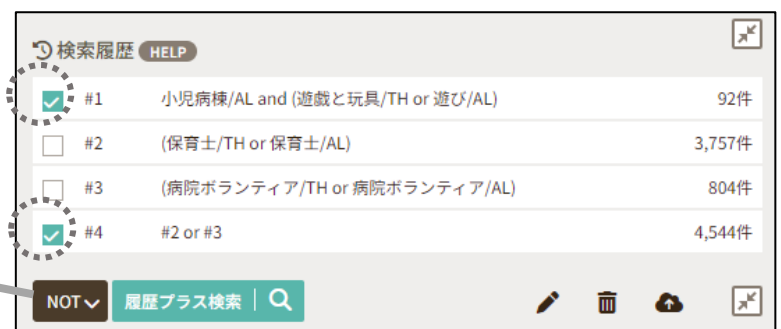 検索履歴 HELP
#1 小児病棟/AL and (遊戯と玩具/TH or 遊び/AL) 92件
#2 (保育士/TH or 保育士/AL) 3,757件
#3 (病院ボランティア/TH or 病院ボランティア/AL) 804件
#4 #2 or #3 4,544件
NOT 履歴プラス検索